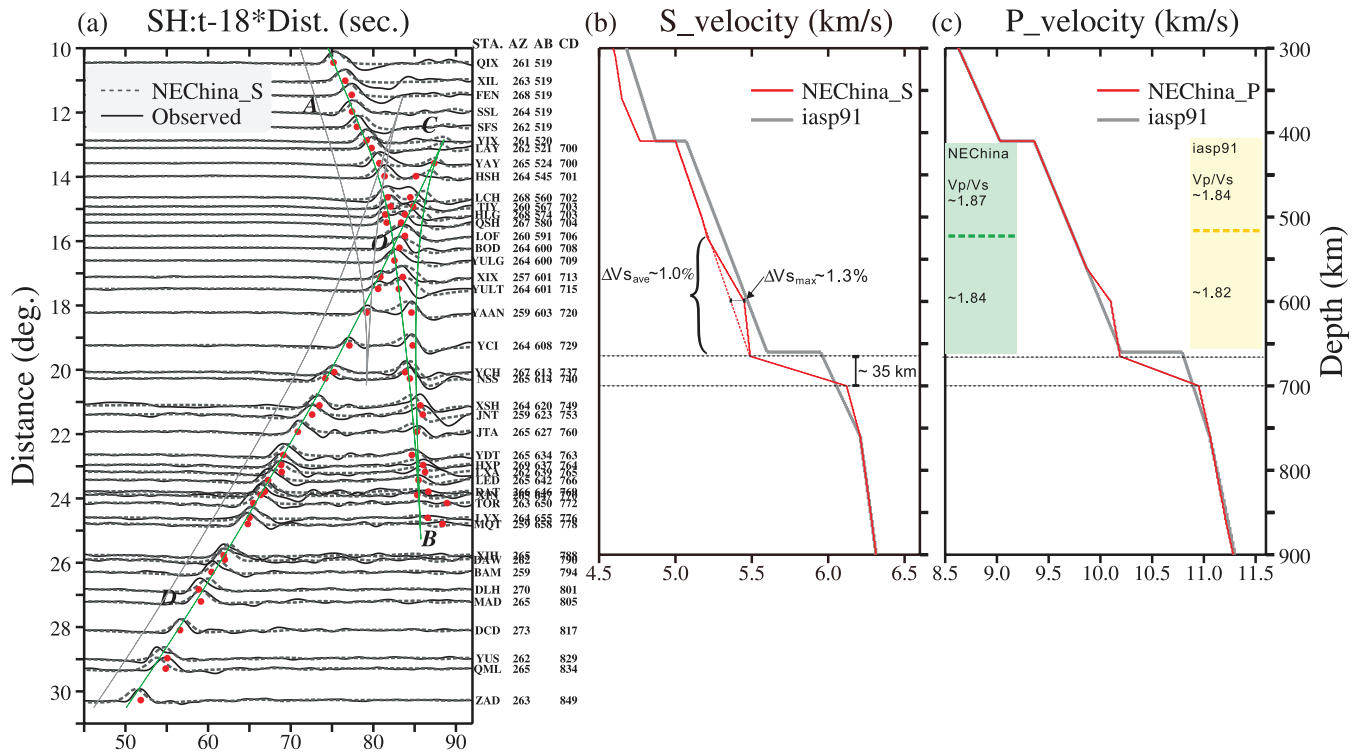 (a) SH:t-18*Dist. (sec.)
STA. AZ AB CD
NEChina_S
Observed
A
C
O
B
D
QIX 261 519
XIL 263 519
FEN 268 519
SSL 264 519
SFS 262 519
YIX 261 520
LAY 262 521 700
YAY 265 524 700
HSH 264 545 701
LCH 268 560 702
TIY 260 567 703
HLG 268 574 703
QSH 267 580 704
LOF 260 591 706
BOD 264 600 708
YULG 264 600 709
XIX 257 601 713
YULT 264 601 715
YAAN 259 603 720
YCI 264 608 729
YCH 267 613 737
NSS 265 614 740
XSH 264 620 749
JNT 259 623 753
JTA 265 627 760
YDT 265 634 763
HXP 269 637 764
LXA 262 639 765
LED 265 642 766
TOR 263 650 772
LYX 264 655 776
MQT 259 658 778
XJH 265 788
DAW 262 790
BAM 259 794
DLH 270 801
MAD 265 805
DCD 273 817
YUS 262 829
QML 265 834
ZAD 263 849
Distance (deg.)
10
12
14
16
18
20
22
24
26
28
30
50 60 70 80 90
(b) S_velocity (km/s)
NEChina_S
iasp91
ΔVsave~1.0%
ΔVsmax~1.3%
~ 35 km
4.5 5.0 5.5 6.0 6.5
(c) P_velocity (km/s)
NEChina_P
iasp91
NEChina
Vp/Vs
~1.87
~1.84
iasp91
Vp/Vs
~1.84
~1.82
8.5 9.0 9.5 10.0 10.5 11.0 11.5
300
400
500
600
700
800
900
Depth (km)